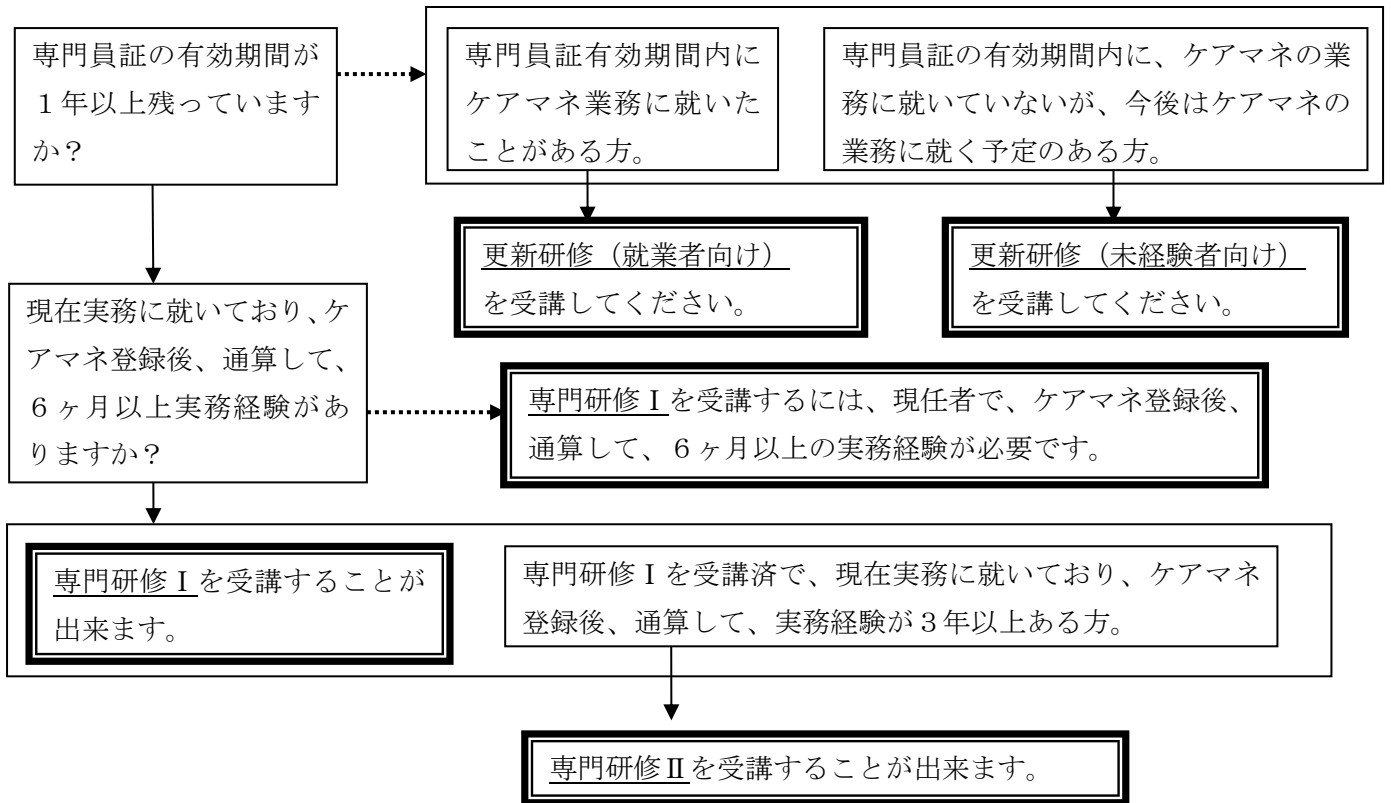 専門員証の有効期間が
１年以上残っています
か？
専門員証有効期間内に
ケアマネ業務に就いた
ことがある方。
専門員証の有効期間内に、ケアマネの業
務に就いていないが、今後はケアマネの
業務に就く予定のある方。
更新研修（就業者向け）
を受講してください。
更新研修（未経験者向け）
を受講してください。
現在実務に就いており、ケ
アマネ登録後、通算して、
６ヶ月以上実務経験があ
りますか？
専門研修Ⅰを受講するには、現任者で、ケアマネ登録後、
通算して、６ヶ月以上の実務経験が必要です。
専門研修Ⅰを受講することが
出来ます。
専門研修Ⅰを受講済で、現在実務に就いており、ケアマネ
登録後、通算して、実務経験が３年以上ある方。
専門研修Ⅱを受講することが出来ます。